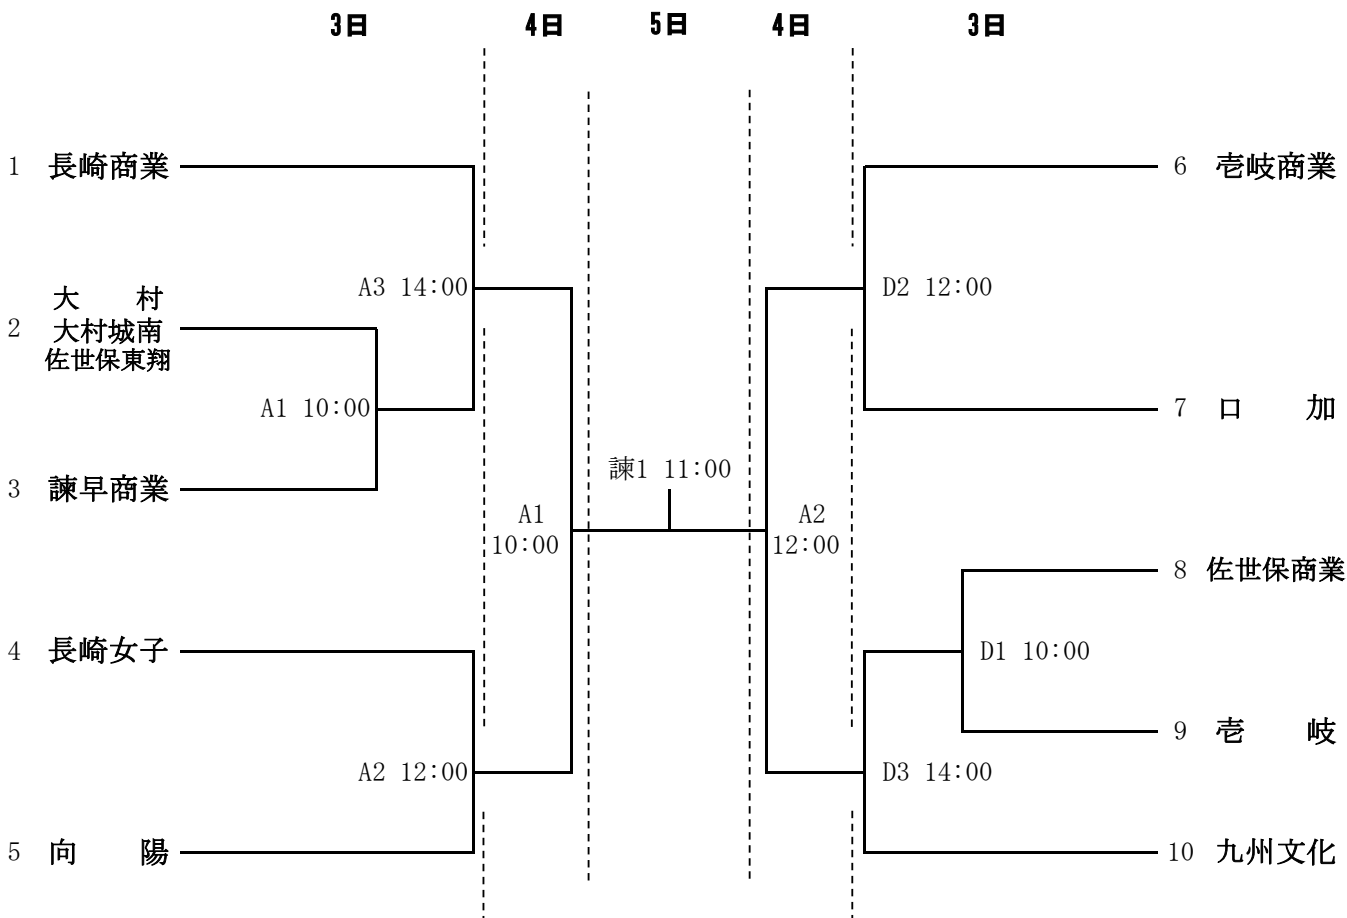 3日 4日 5日 4日 3日
1 長崎商業
6 壱岐商業
A3 14:00
D2 12:00
大 村
2 大村城南
佐世保東翔
A1 10:00
7 口 加
諫1 11:00
3 諫早商業
A1
10:00
A2
12:00
8 佐世保商業
4 長崎女子
D1 10:00
9 壱 岐
A2 12:00
D3 14:00
5 向 陽
10 九州文化